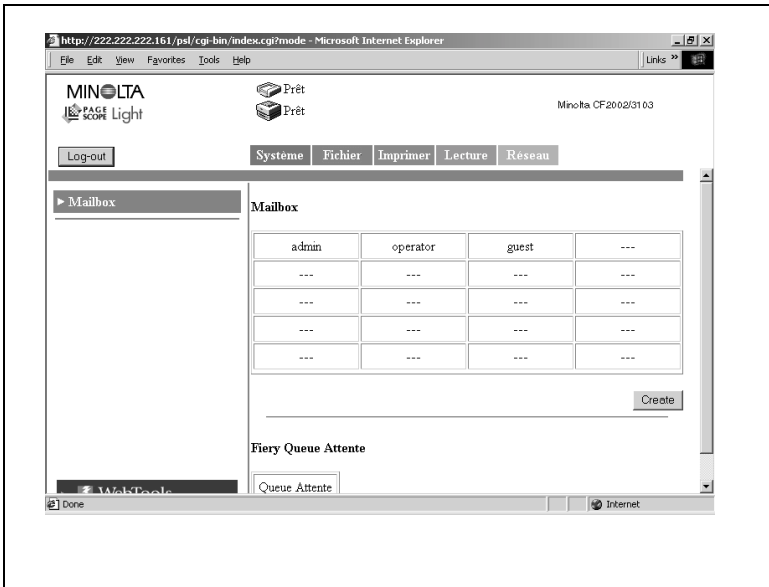 http://222.222.222.161/psl/cgi-bin/index.cgi?mode - Microsoft Internet Explorer
File Edit View Favorites Tools Help Links »
MINOLTA
PAGE SCOPE Light
Prêt
Prêt
Minolta CF2002/3103
Log-out
Système Fichier Imprimer Lecture Réseau
Mailbox
Mailbox
admin operator guest ---
--- --- --- ---
--- --- --- ---
--- --- --- ---
--- --- --- ---
Create
Fiery Queue Attente
WebTools
Queue Attente
Done Internet